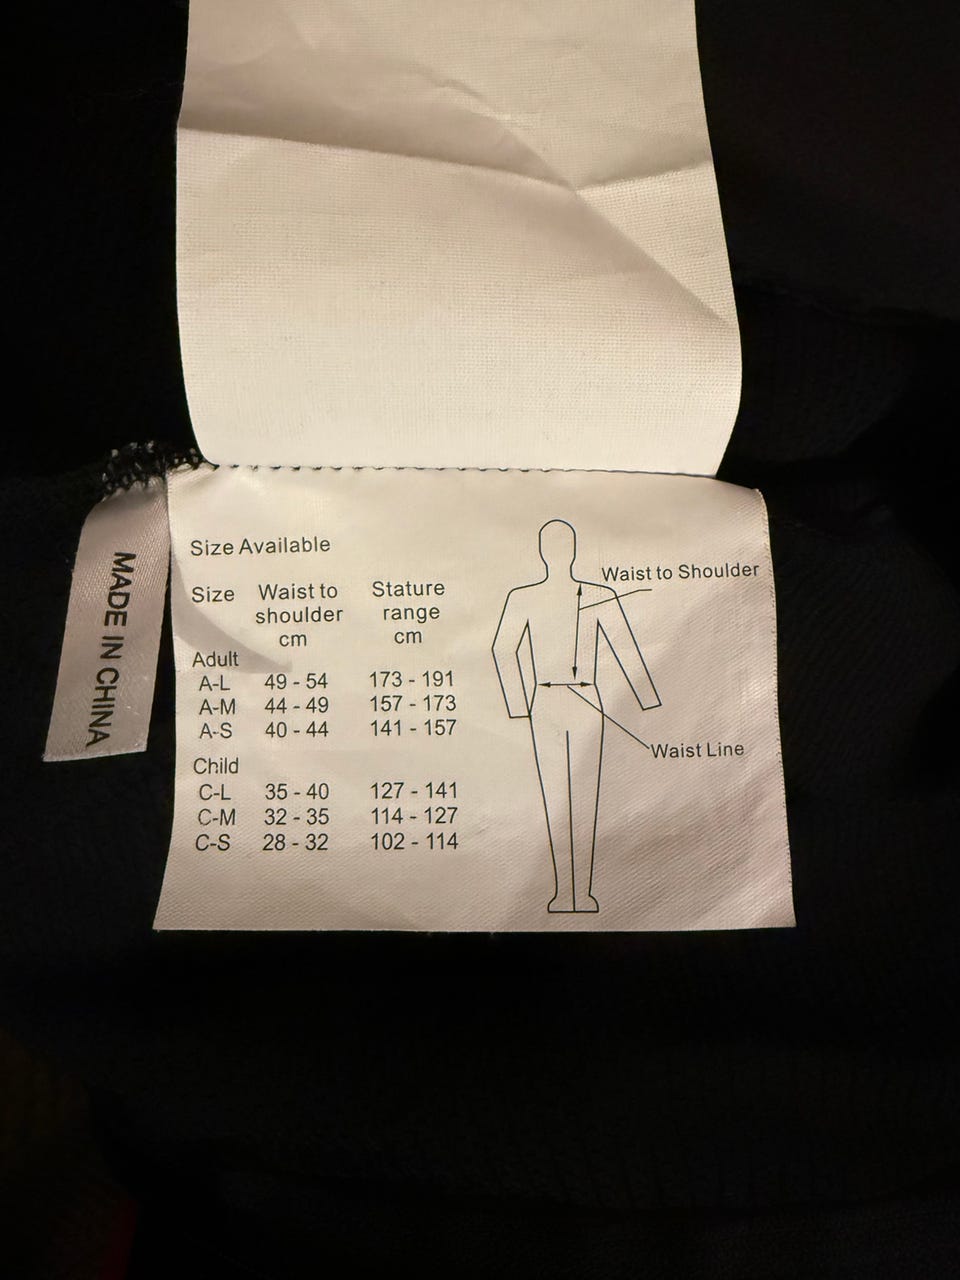 Size Available
Size Waist to shoulder cm Stature range cm
Adult
A-L 49 - 54 173 - 191
A-M 44 - 49 157 - 173
A-S 40 - 44 141 - 157
Child
C-L 35 - 40 127 - 141
C-M 32 - 35 114 - 127
C-S 28 - 32 102 - 114
Waist to Shoulder
Waist Line
MADE IN CHINA